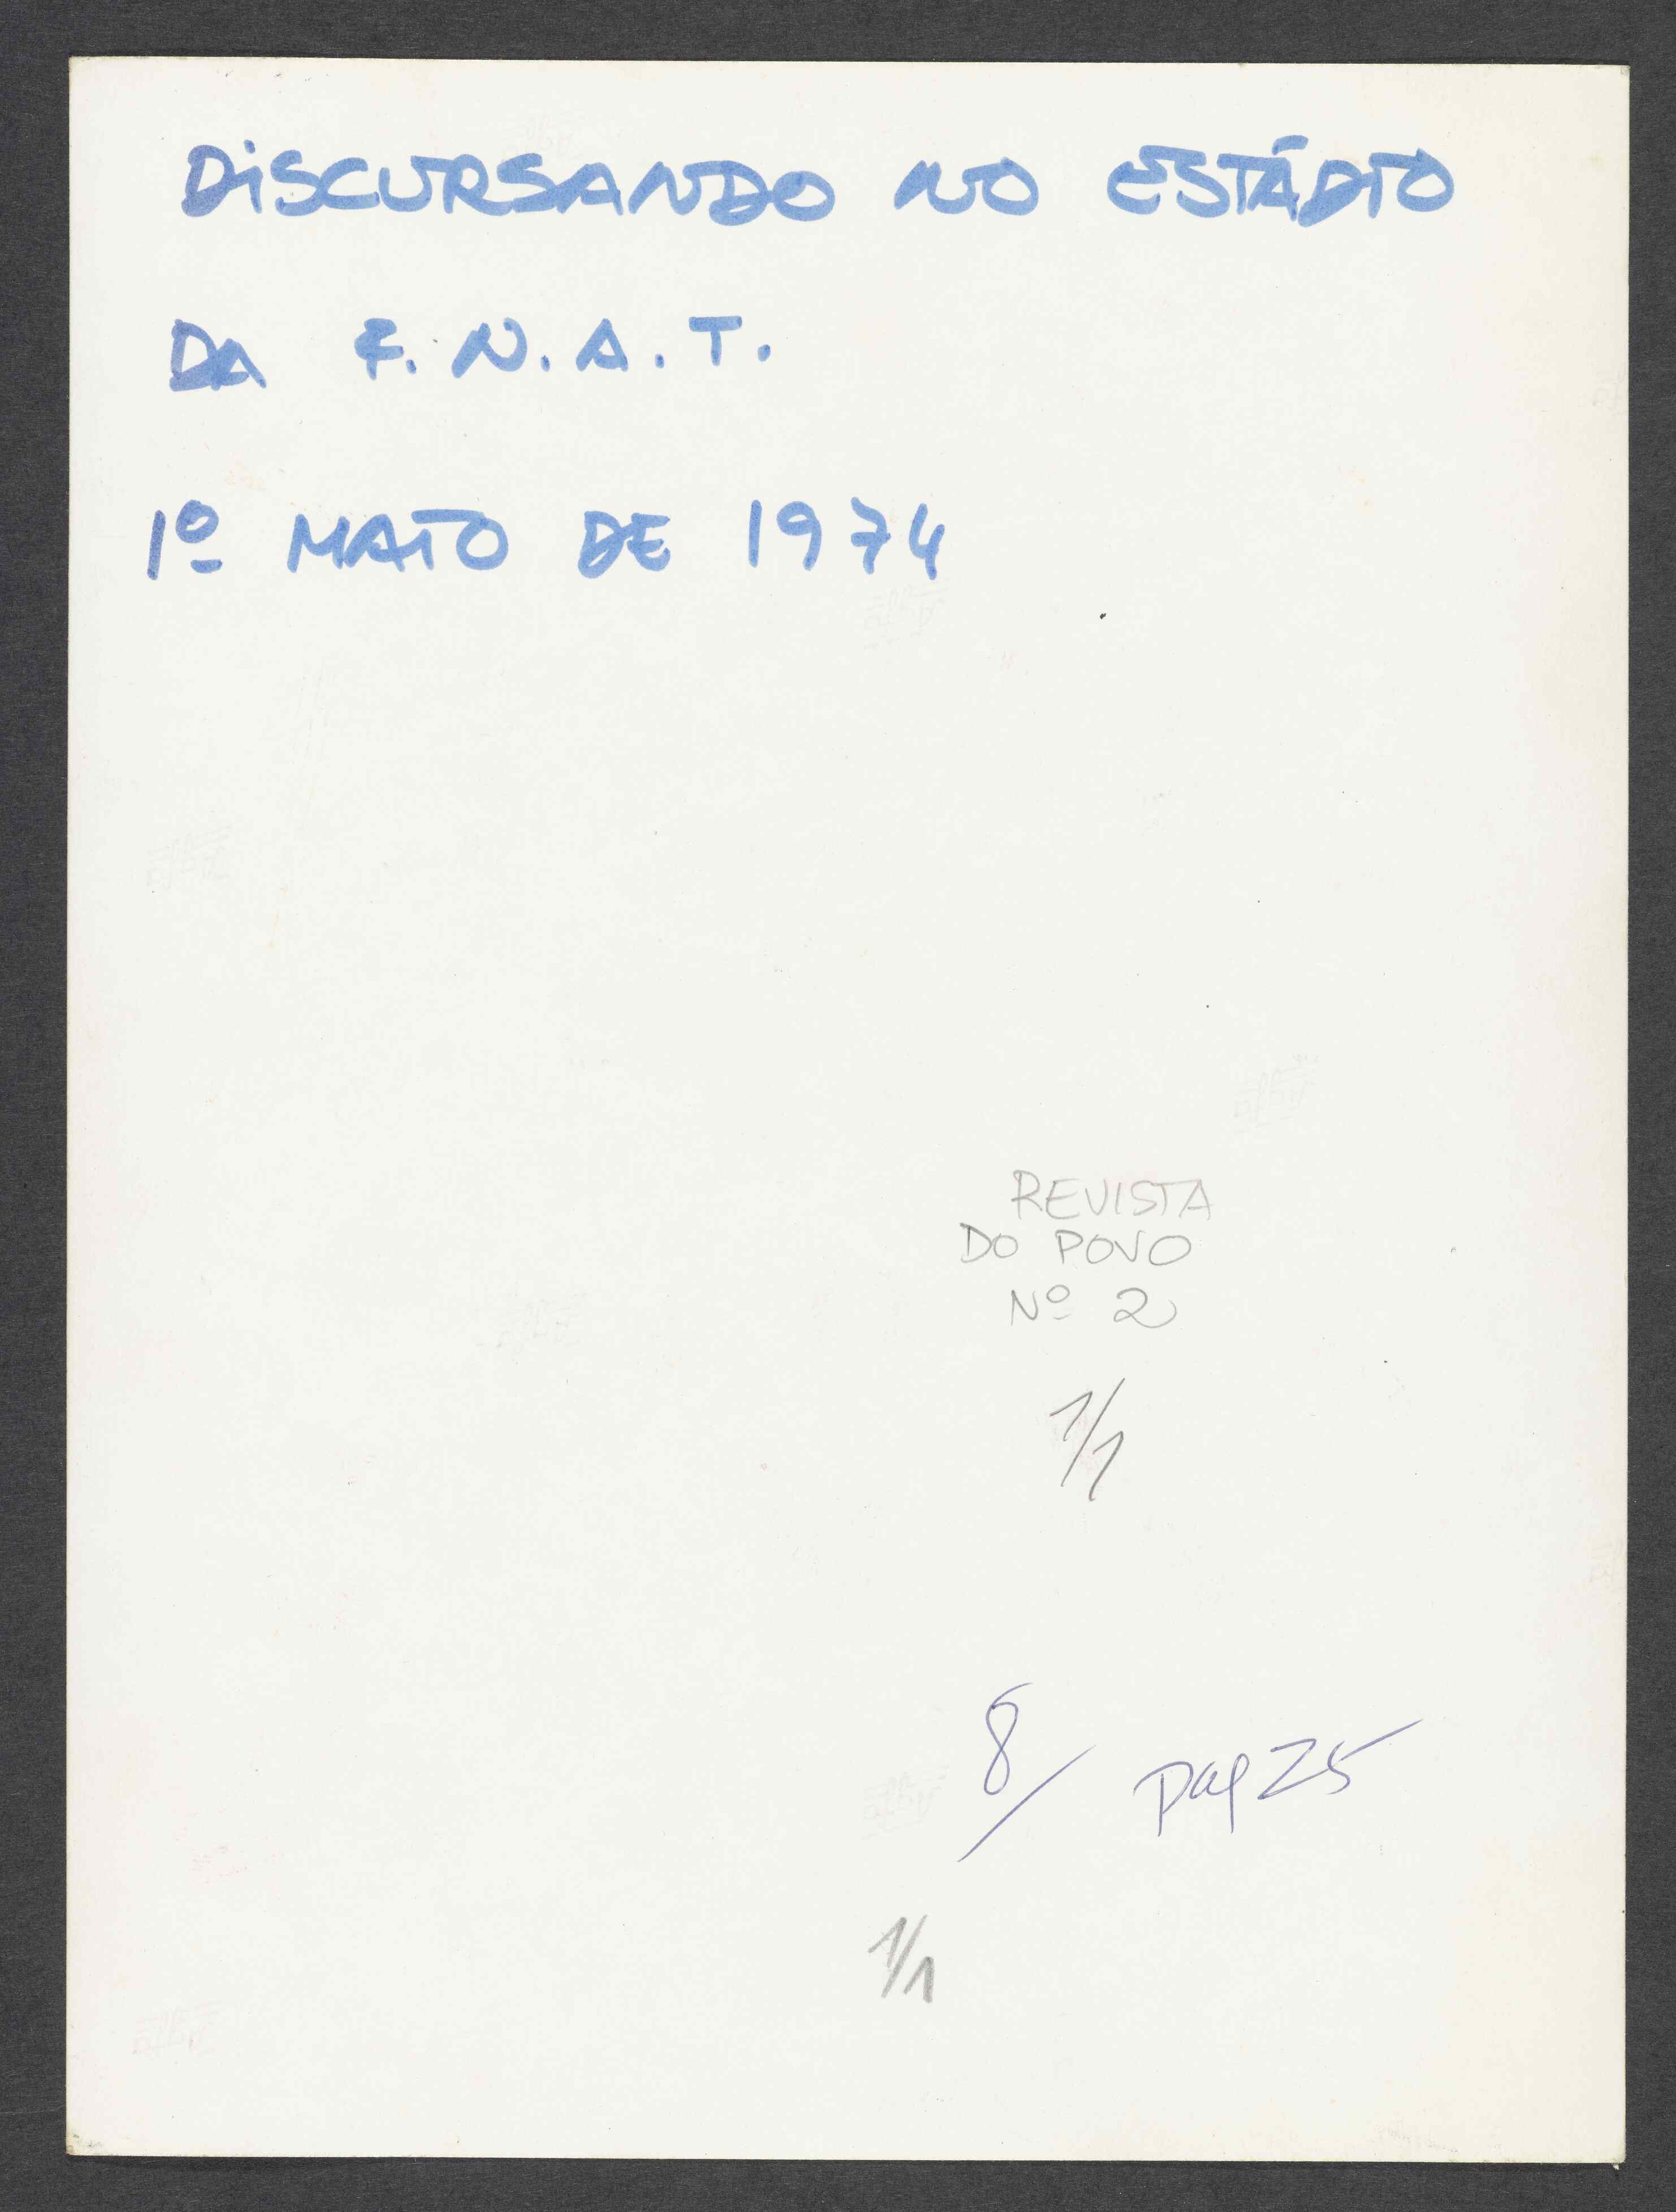 DISCURSANDO NO ESTÁDIO
DA F.N.A.T.
1º MAIO DE 1974
REVISTA
DO POVO
Nº 2
1/1
8/ pag 25
1/1